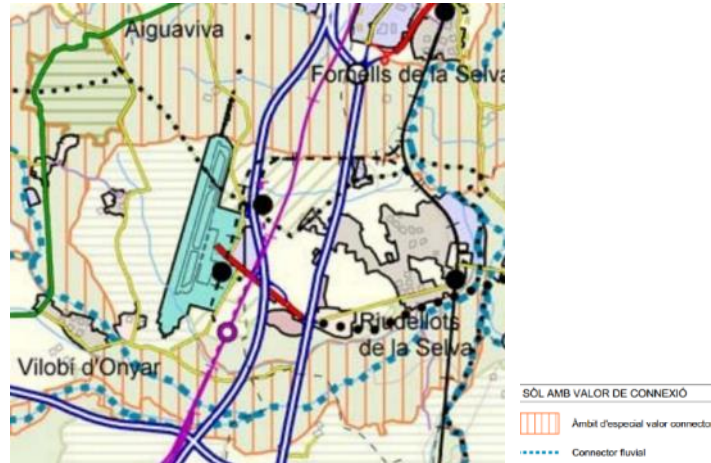 Aiguaviva
Fornells de la Selva
Riudellots
de la Selva
Vilobí d'Onyar
SÒL AMB VALOR DE CONNEXIÓ
Àmbit d'especial valor connecto
Connector fluvial